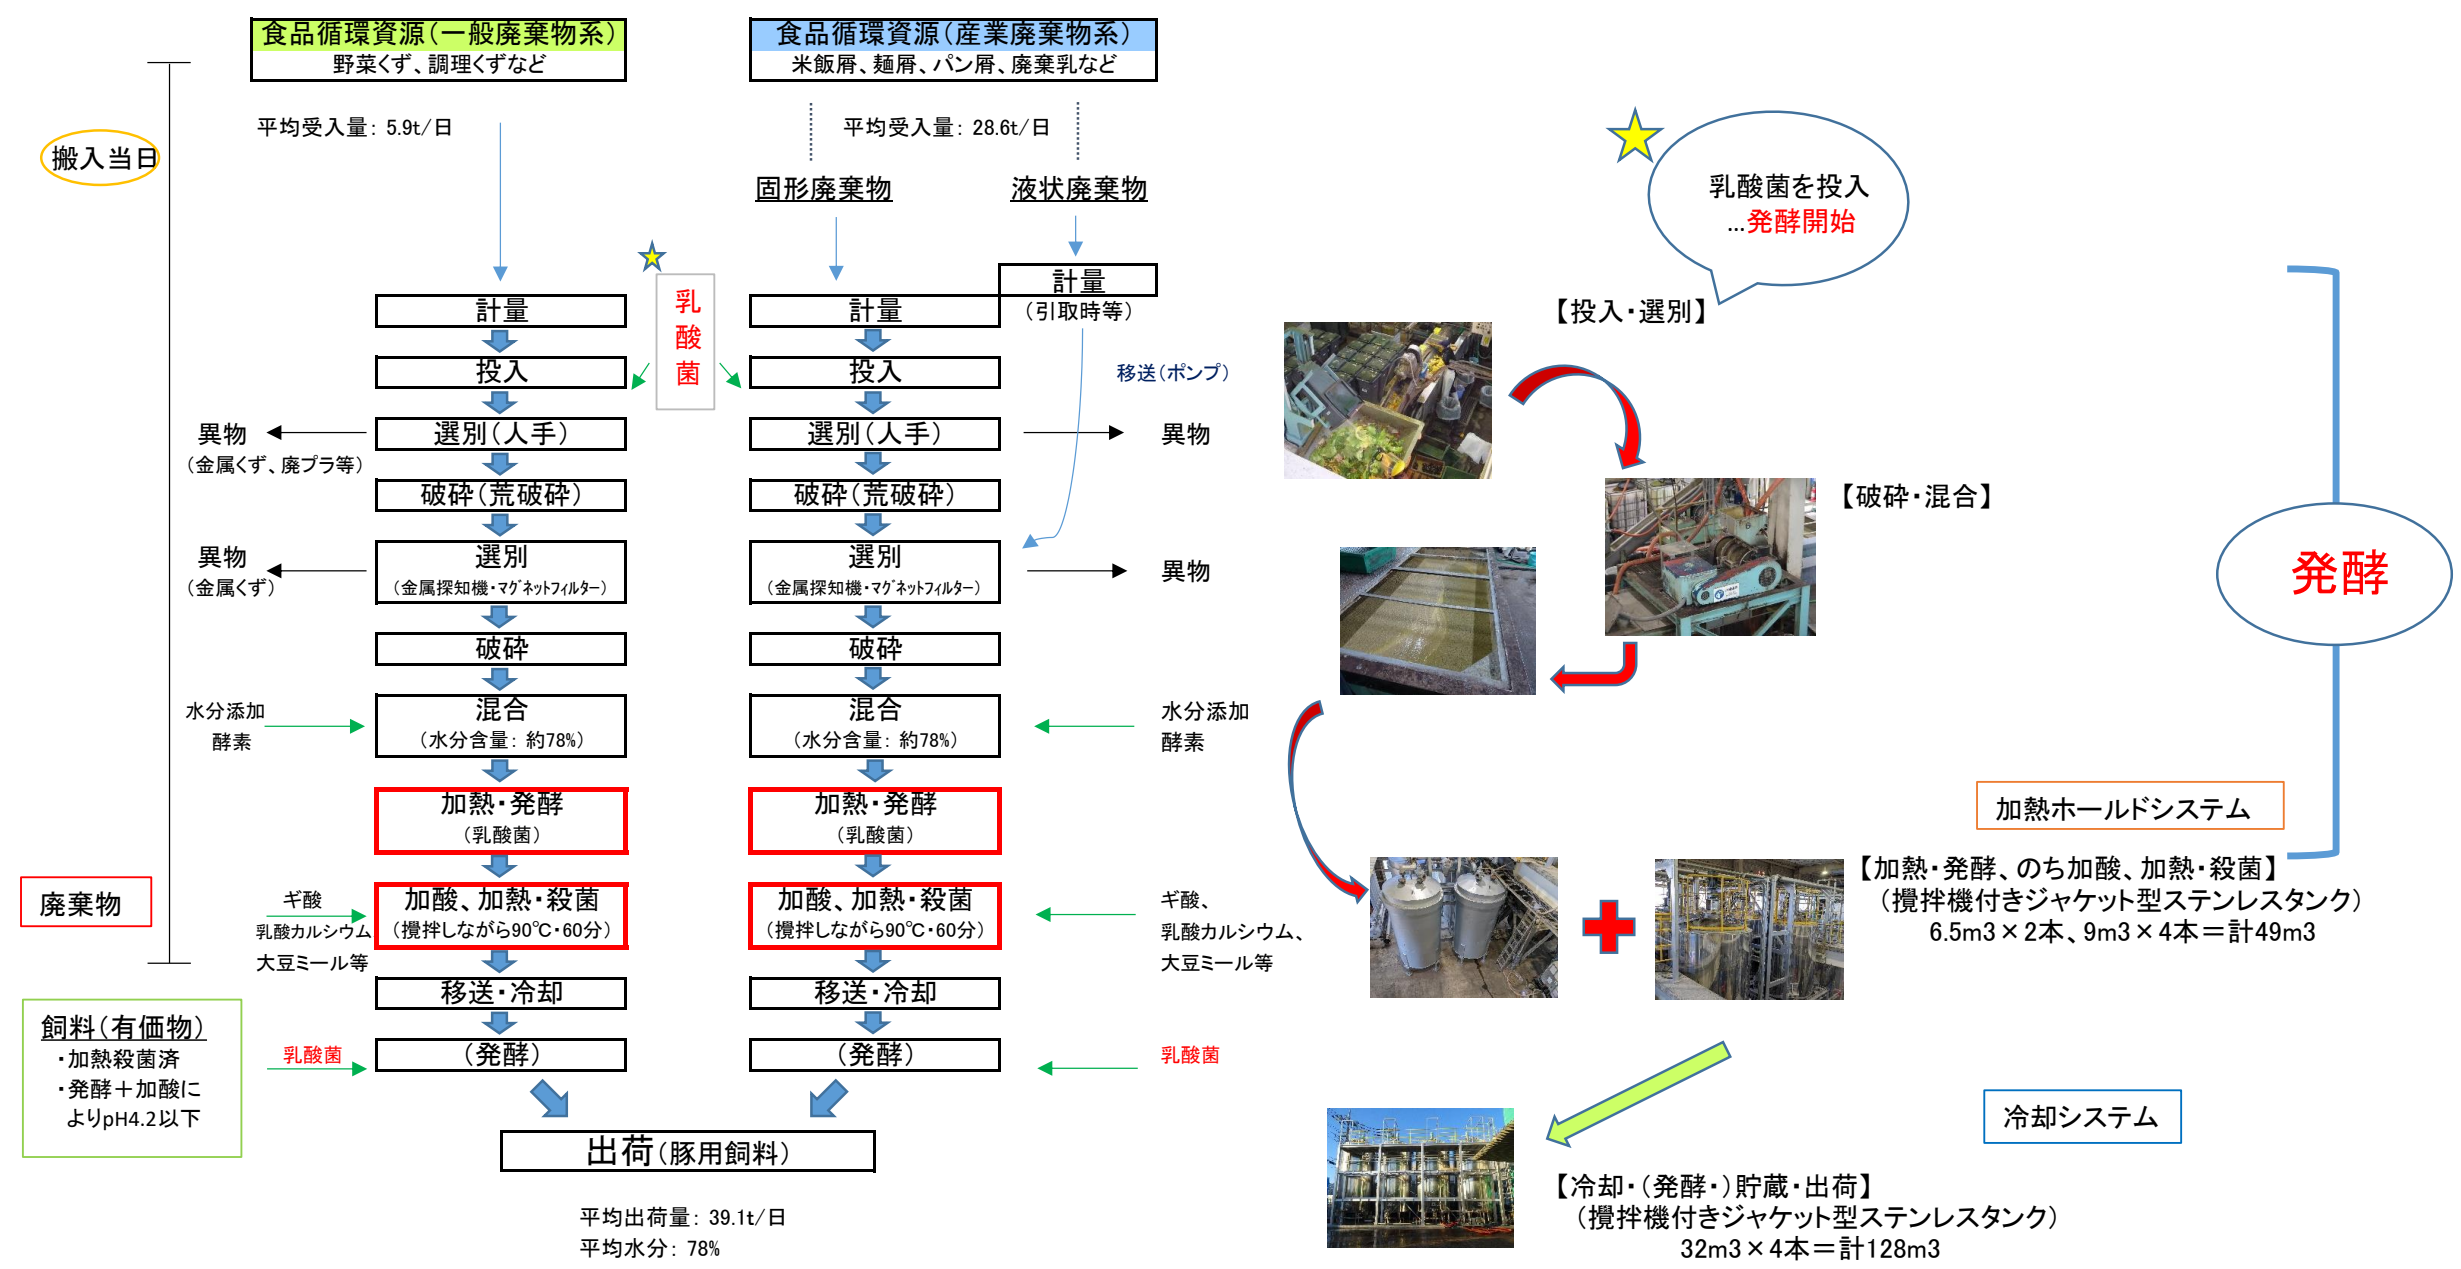 食品循環資源(一般廃棄物系)
野菜くず、調理くずなど
食品循環資源(産業廃棄物系)
米飯屑、麺屑、パン屑、廃棄乳など
搬入当日
平均受入量: 5.9t/日
平均受入量: 28.6t/日
固形廃棄物
液状廃棄物
乳酸菌
計量
計量
計量
(引取時等)
投入
投入
移送(ポンプ)
選別(人手)
選別(人手)
異物
(金属くず、廃プラ等)
異物
破砕(荒破砕)
破砕(荒破砕)
選別
(金属探知機・マグネットフィルター)
選別
(金属探知機・マグネットフィルター)
異物
(金属くず)
異物
破砕
破砕
混合
(水分含量: 約78%)
混合
(水分含量: 約78%)
水分添加
酵素
水分添加
酵素
加熱・発酵
(乳酸菌)
加熱・発酵
(乳酸菌)
廃棄物
ギ酸
乳酸カルシウム
大豆ミール等
加酸、加熱・殺菌
(攪拌しながら90℃・60分)
加酸、加熱・殺菌
(攪拌しながら90℃・60分)
ギ酸、
乳酸カルシウム、
大豆ミール等
移送・冷却
移送・冷却
飼料(有価物)
・加熱殺菌済
・発酵+加酸に
よりpH4.2以下
乳酸菌
(発酵)
(発酵)
乳酸菌
出荷(豚用飼料)
平均出荷量: 39.1t/日
平均水分: 78%
乳酸菌を投入
…発酵開始
【投入・選別】
【破砕・混合】
発酵
加熱ホールドシステム
【加熱・発酵、のち加酸、加熱・殺菌】
(攪拌機付きジャケット型ステンレスタンク)
6.5m3×2本、9m3×4本=計49m3
冷却システム
【冷却・(発酵・)貯蔵・出荷】
(攪拌機付きジャケット型ステンレスタンク)
32m3×4本=計128m3